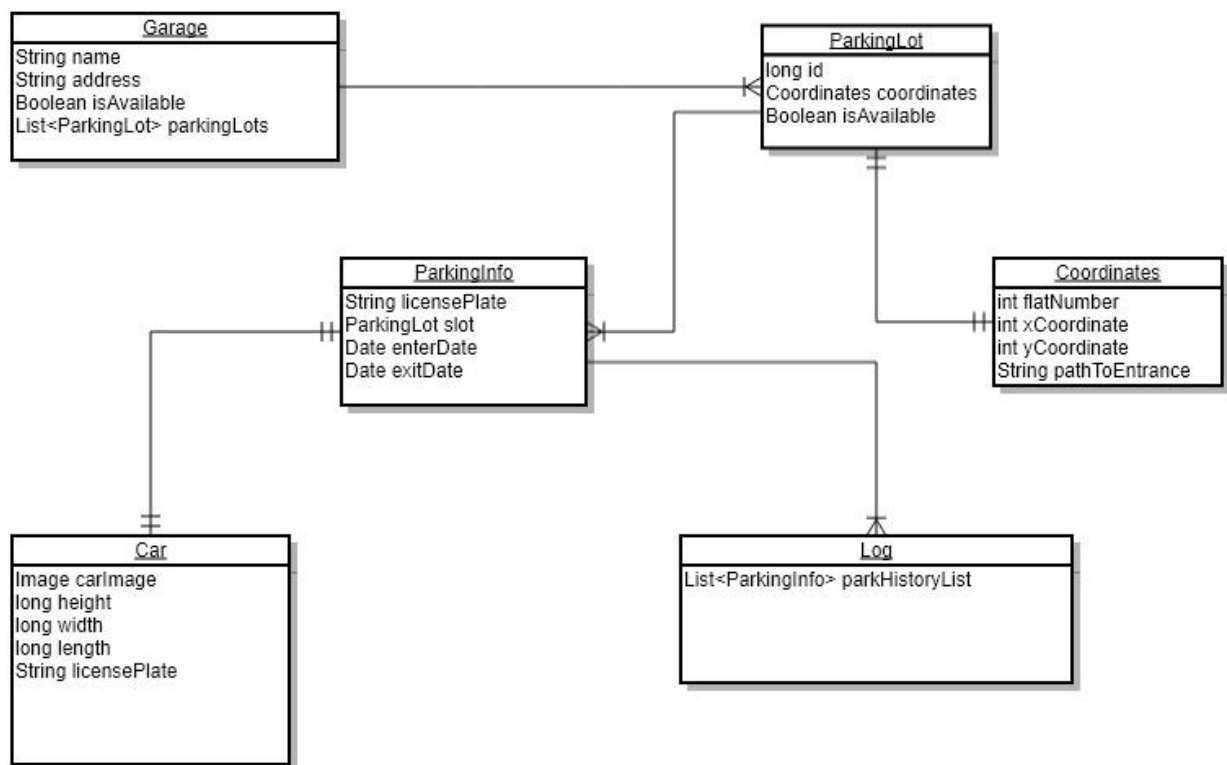 Garage
String name
String address
Boolean isAvailable
List<ParkingLot> parkingLots
ParkingLot
long id
Coordinates coordinates
Boolean isAvailable
ParkingInfo
String licensePlate
ParkingLot slot
Date enterDate
Date exitDate
Coordinates
int flatNumber
int xCoordinate
int yCoordinate
String pathToEntrance
Car
Image carImage
long height
long width
long length
String licensePlate
Log
List<ParkingInfo> parkHistoryList